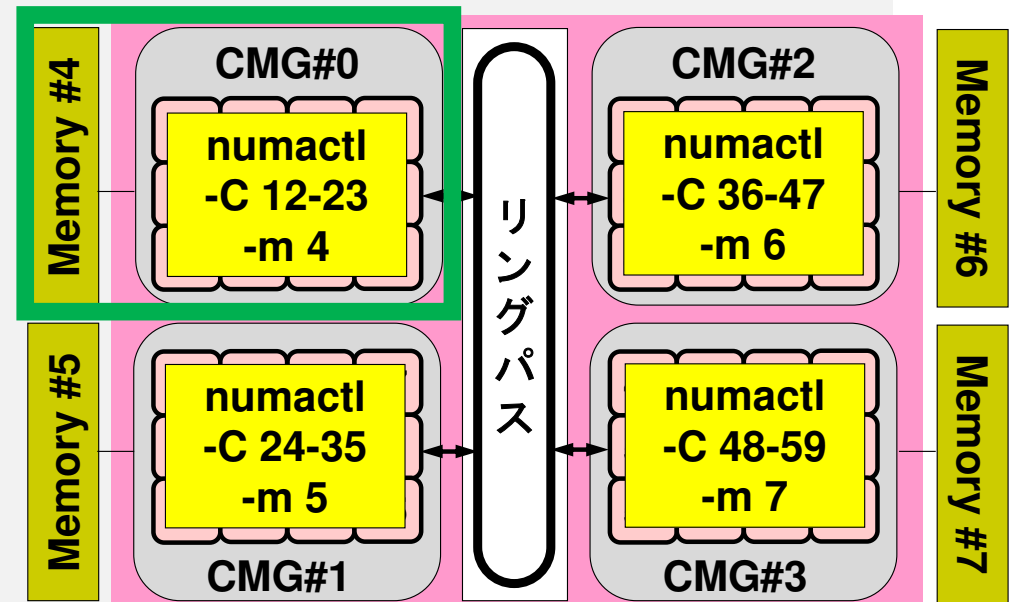 Memory #4
CMG#0
numactl
-C 12-23
-m 4
リングパス
CMG#2
numactl
-C 36-47
-m 6
Memory #6
Memory #5
numactl
-C 24-35
-m 5
CMG#1
numactl
-C 48-59
-m 7
CMG#3
Memory #7